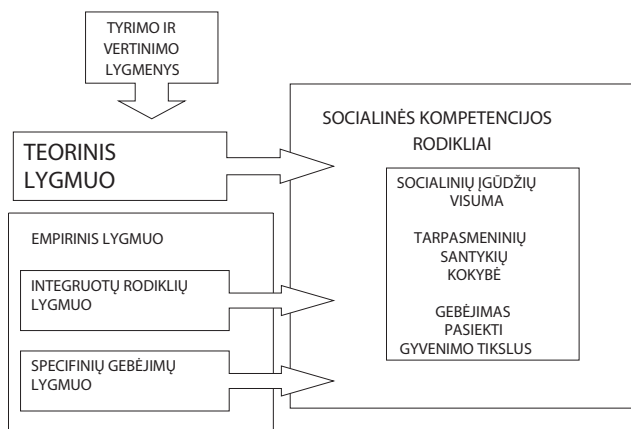 TYRIMO IR
VERTINIMO
LYGMENYS
TEORINIS
LYGMUO
EMPIRINIS LYGMUO
INTEGRUOTŲ RODIKLIŲ
LYGMUO
SPECIFINIŲ GEBĖJIMŲ
LYGMUO
SOCIALINĖS KOMPETENCIJOS
RODIKLIAI
SOCIALINIŲ ĮGŪDŽIŲ
VISUMA
TARPASMENINIŲ
SANTYKIŲ
KOKYBĖ
GEBĖJIMAS
PASIEKTI
GYVENIMO TIKSLUS